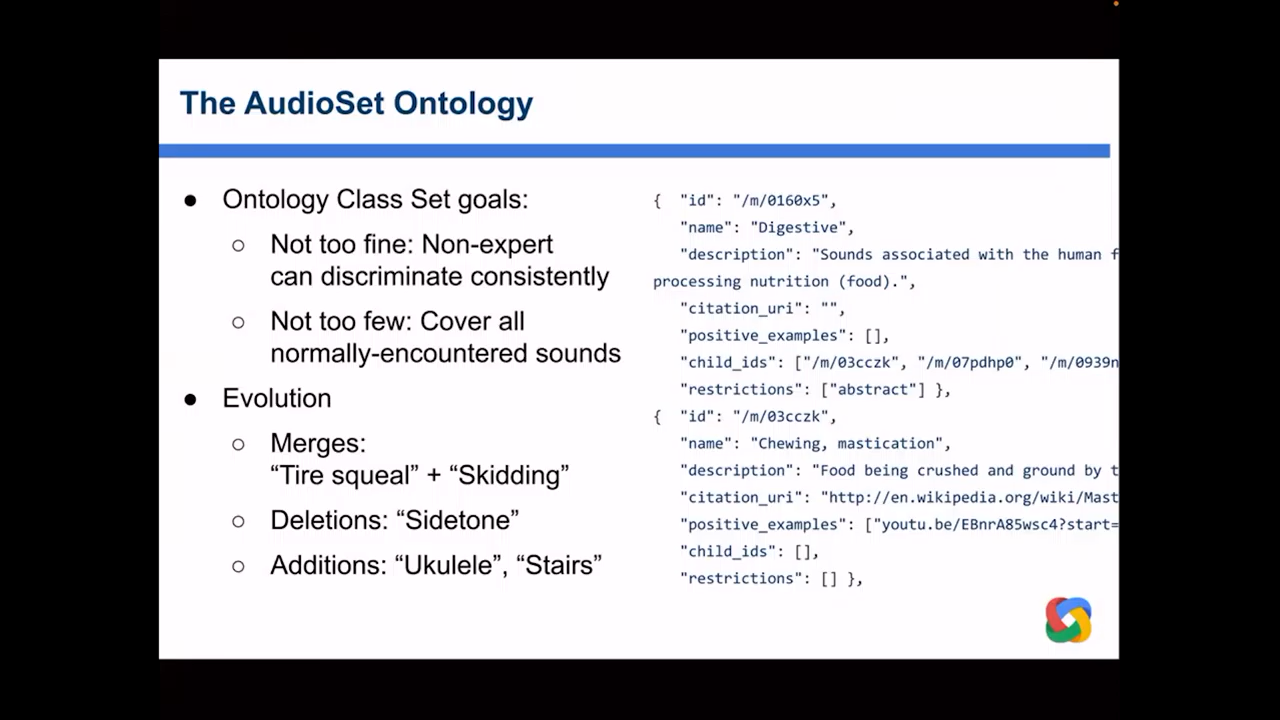 The AudioSet Ontology
● Ontology Class Set goals:
○ Not too fine: Non-expert
can discriminate consistently
○ Not too few: Cover all
normally-encountered sounds
● Evolution
○ Merges:
“Tire squeal” + “Skidding”
○ Deletions: “Sidetone”
○ Additions: “Ukulele”, “Stairs”
{ "id": "/m/0160x5",
"name": "Digestive",
"description": "Sounds associated with the human f
processing nutrition (food).",
"citation_uri": "",
"positive_examples": [],
"child_ids": ["/m/03cczk", "/m/07pdhp0", "/m/0939n
"restrictions": ["abstract"] },
{ "id": "/m/03cczk",
"name": "Chewing, mastication",
"description": "Food being crushed and ground by t
"citation_uri": "http://en.wikipedia.org/wiki/Mast
"positive_examples": ["youtu.be/EBnrA85wsc4?start=
"child_ids": [],
"restrictions": [] },